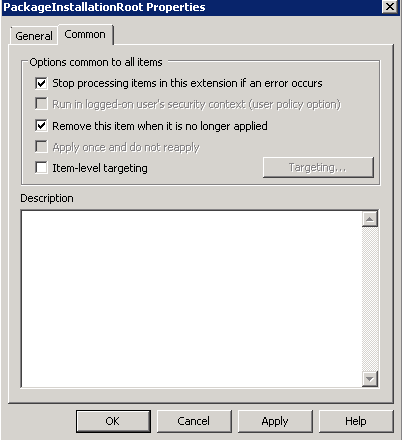 PackageInstallationRoot Properties
General
Common
Options common to all items
Stop processing items in this extension if an error occurs
Run in logged-on user's security context (user policy option)
Remove this item when it is no longer applied
Apply once and do not reapply
Item-level targeting
Targeting...
Description
OK
Cancel
Apply
Help